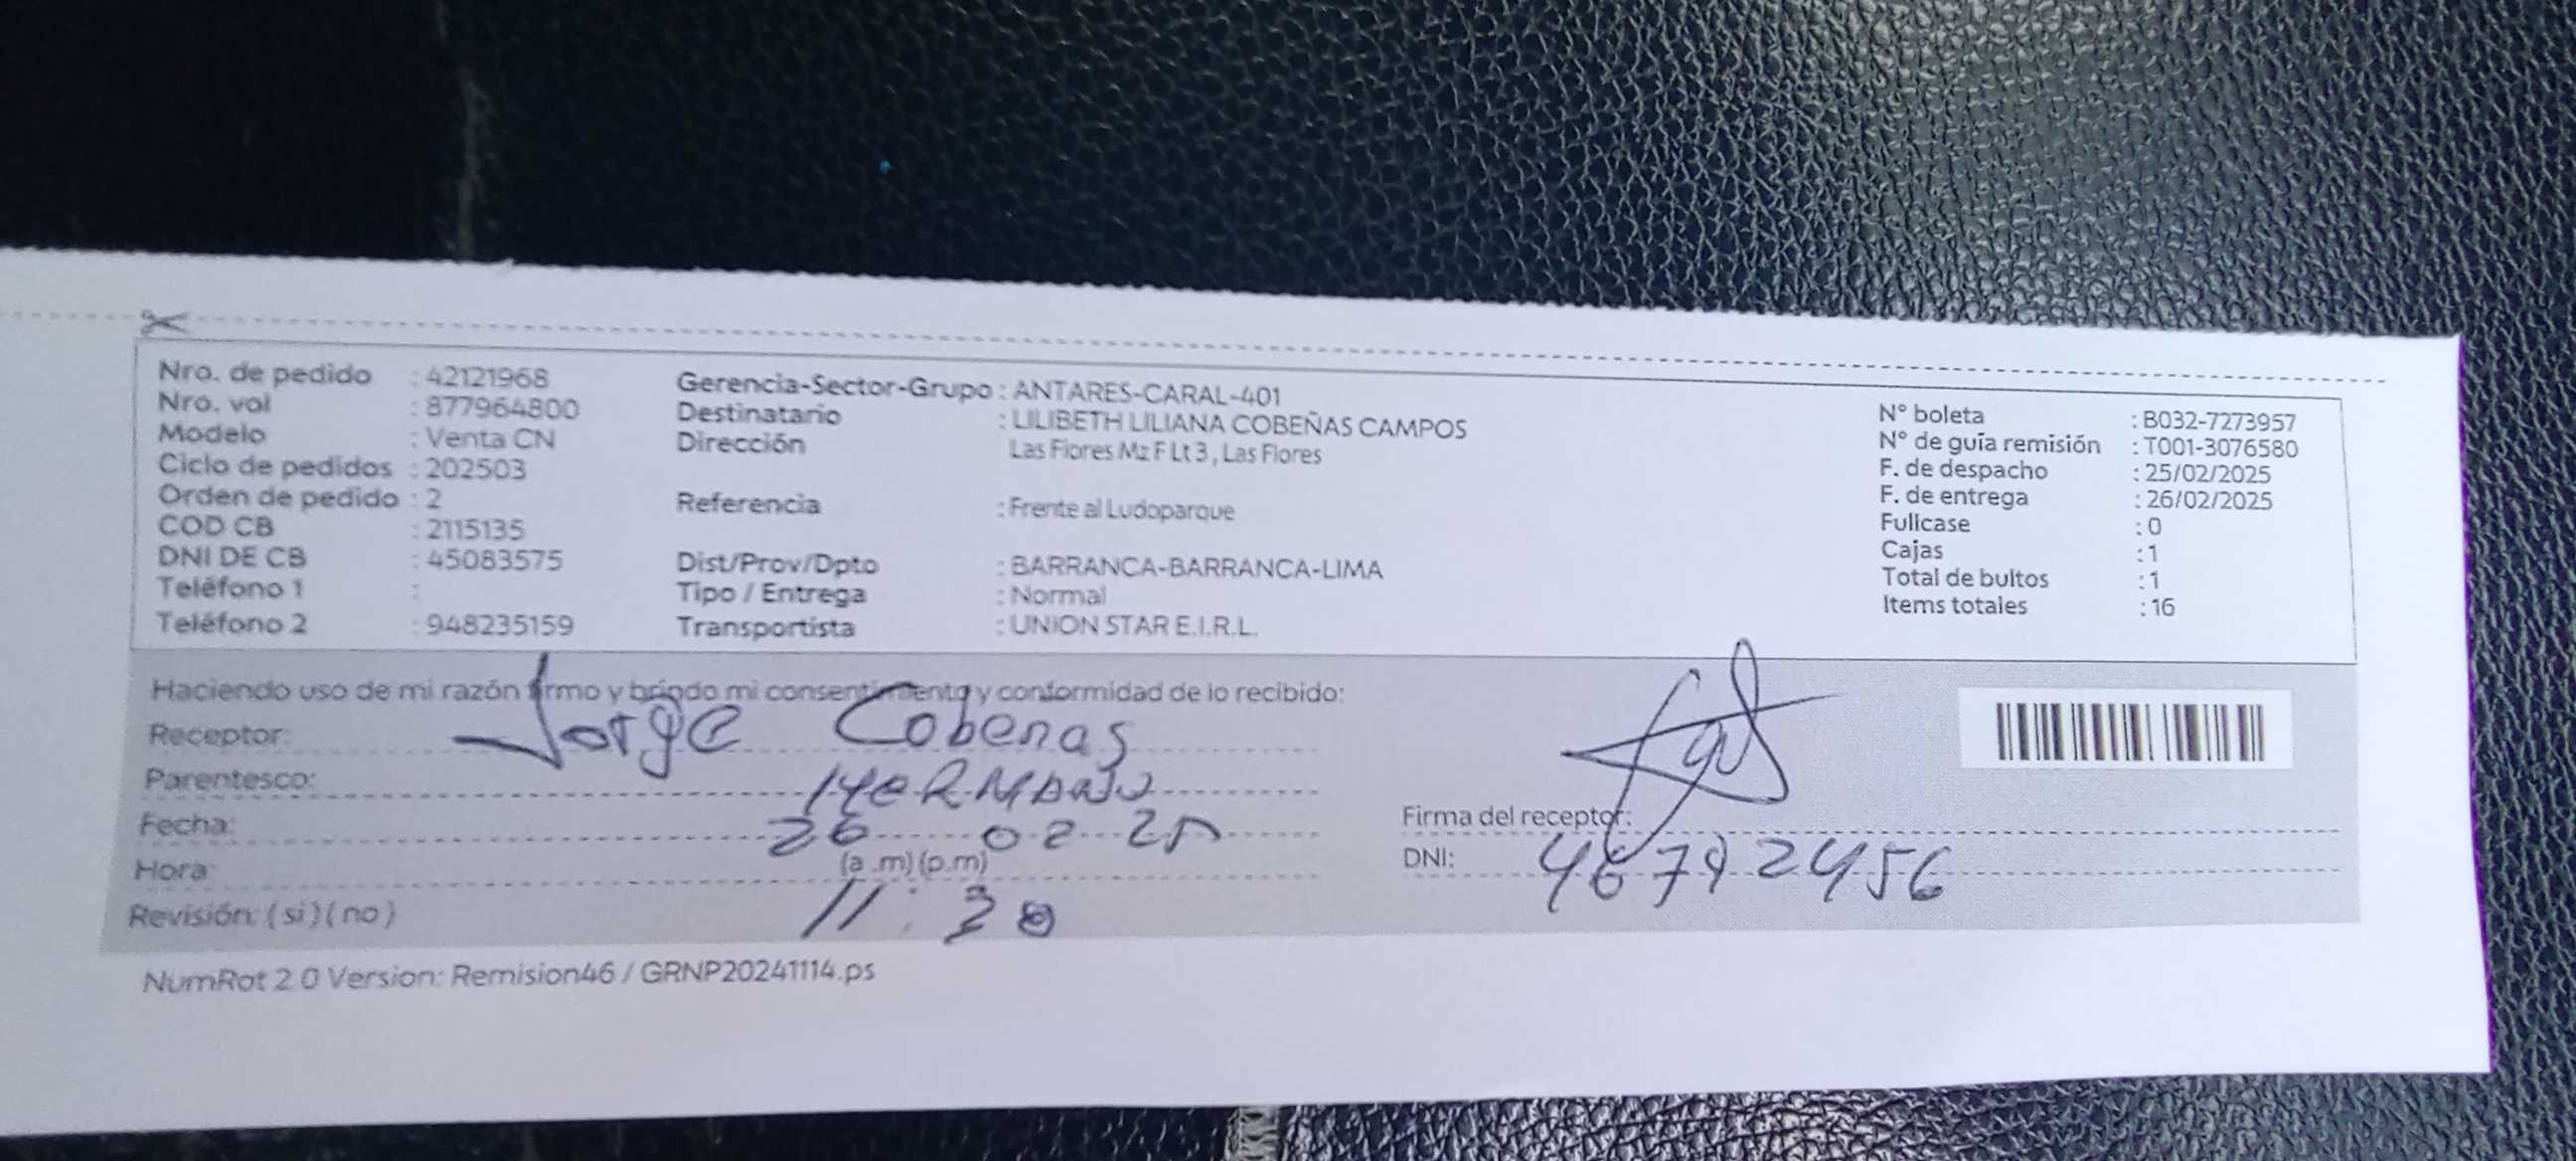 Nro. de pedido : 42121968
Nro. vol : 877964800
Modelo : Venta CN
Ciclo de pedidos : 202503
Orden de pedido : 2
COD CB : 2115135
DNI DE CB : 45083575
Teléfono 1 :
Teléfono 2 : 948235159
Gerencia-Sector-Grupo : ANTARES-CARAL-401
Destinatario : LILIBETH LILIANA COBEÑAS CAMPOS
Dirección Las Flores Mz F Lt 3 , Las Flores
Referencia : Frente al Ludoparque
Dist/Prov/Dpto : BARRANCA-BARRANCA-LIMA
Tipo / Entrega : Normal
Transportista : UNION STAR E.I.R.L.
N° boleta : B032-7273957
N° de guía remisión : T001-3076580
F. de despacho : 25/02/2025
F. de entrega : 26/02/2025
Fullcase : 0
Cajas : 1
Total de bultos : 1
Items totales : 16
Haciendo uso de mi razón firmo y brindo mi consentimento y conformidad de lo recibido:
Receptor: Jorge Cobenas
Parentesco: HeRMANO
Fecha: 26 02 25
Hora: (a .m) (p.m)
Revisión: ( si ) ( no ) 11:30
Firma del receptor:
DNI: 46792456
NumRot 2.0 Version: Remision46 / GRNP20241114.ps